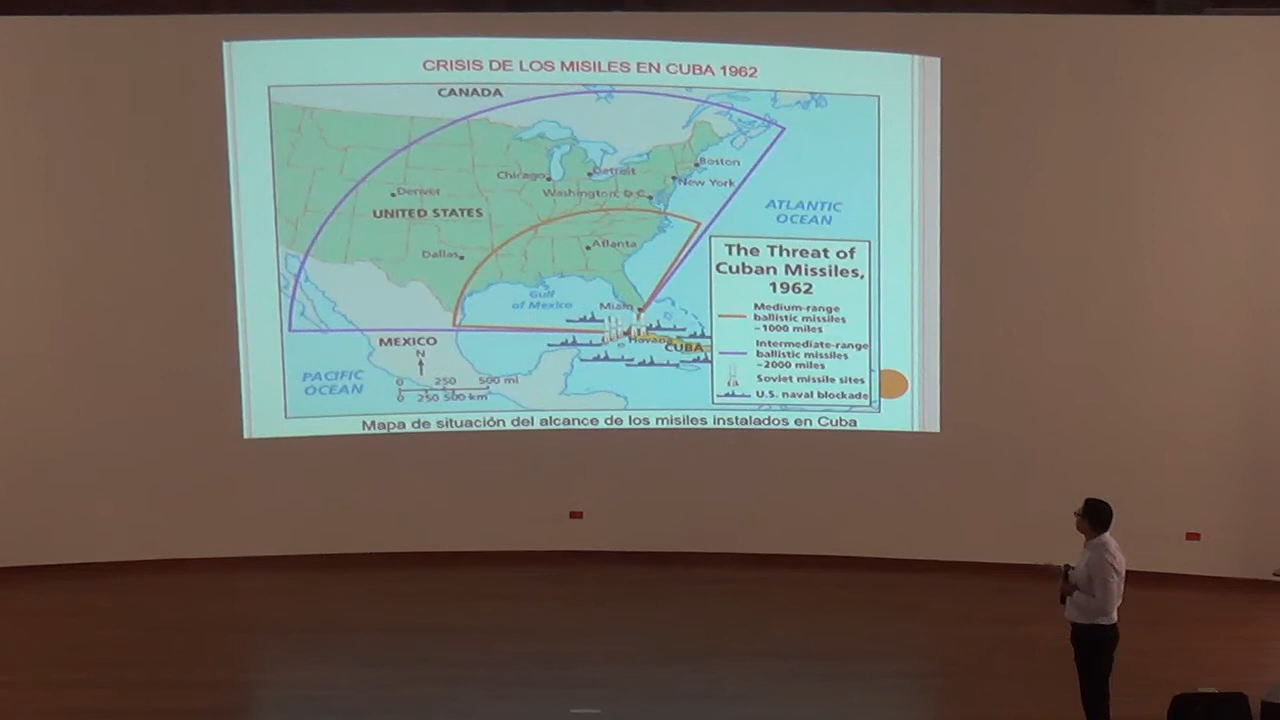 CRISIS DE LOS MISILES EN CUBA 1962
CANADA
Boston
Chicago
Detroit
New York
Washington, D.C.
Denver
UNITED STATES
ATLANTIC
OCEAN
Atlanta
Dallas
The Threat of
Cuban Missiles,
1962
Gulf
of Mexico
Miami
Medium-range
ballistic missiles
~1000 miles
Havana
CUBA
MEXICO
N
Intermediate-range
ballistic missiles
~2000 miles
PACIFIC
OCEAN
0 250 500 mi
0 250 500 km
Soviet missile sites
U.S. naval blockade
Mapa de situación del alcance de los misiles instalados en Cuba